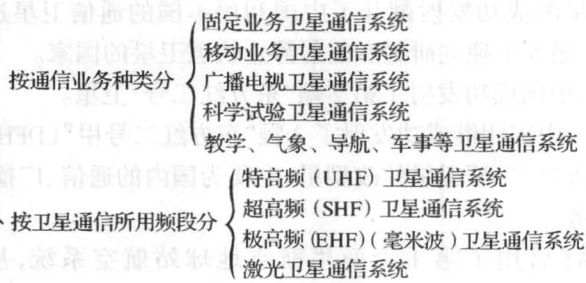 固定业务卫星通信系统
移动业务卫星通信系统
按通信业务种类分
广播电视卫星通信系统
科学试验卫星通信系统
教学、气象、导航、军事等卫星通信系统
特高频(UHF)卫星通信系统
按卫星通信所用频段分
超高频(SHF)卫星通信系统
极高频(EHF)(毫米波)卫星通信系统
激光卫星通信系统